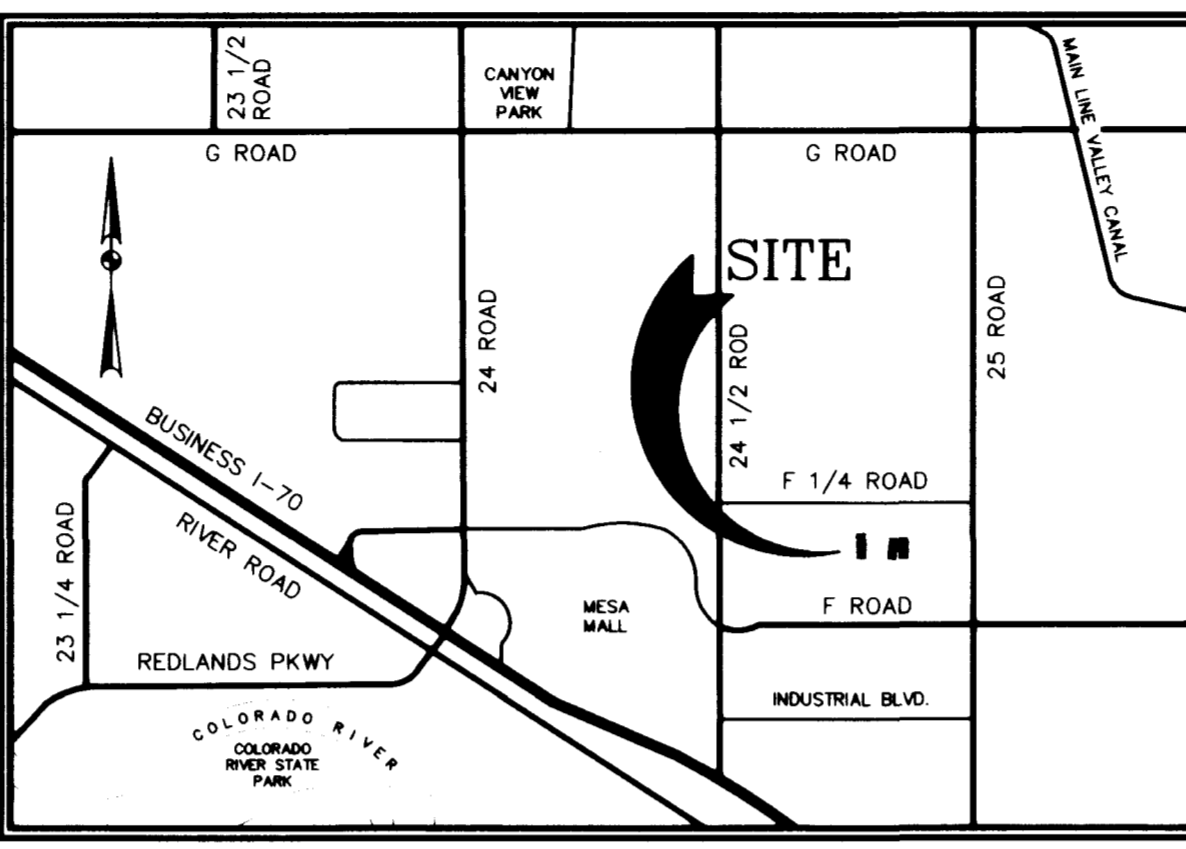 23 1/2
ROAD
CANYON
VIEW
PARK
MAIN LINE VALLEY CANAL
G ROAD
G ROAD
SITE
24 ROAD
25 ROAD
24 1/2 ROD
BUSINESS I-70
F 1/4 ROAD
RIVER ROAD
23 1/4 ROAD
MESA
MALL
F ROAD
REDLANDS PKWY
INDUSTRIAL BLVD.
COLORADO RIVER
COLORADO
RIVER STATE
PARK